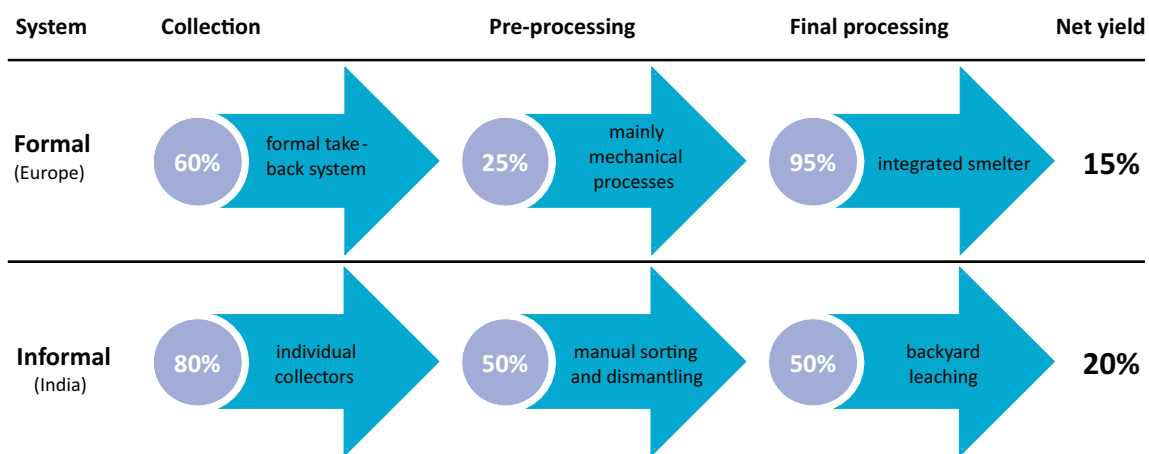 System Collection Pre-processing Final processing Net yield
Formal
(Europe)
60%
formal take-
back system
25%
mainly
mechanical
processes
95%
integrated smelter
15%
Informal
(India)
80%
individual
collectors
50%
manual sorting
and dismantling
50%
backyard
leaching
20%